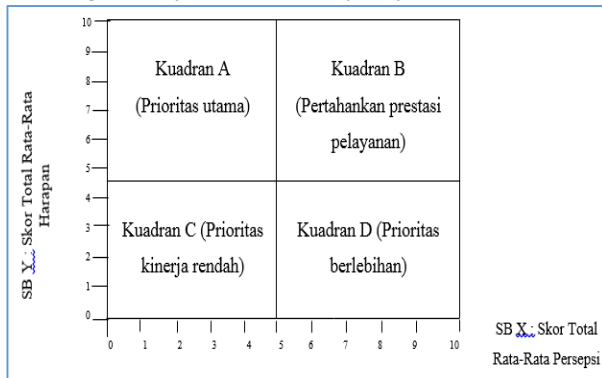 10
9
8
7
6
5
4
3
2
1
0
SB Y : Skor Total Rata-Rata
Harapan
Kuadran A
(Prioritas utama)
Kuadran B
(Pertahankan prestasi
pelayanan)
Kuadran C (Prioritas
kinerja rendah)
Kuadran D (Prioritas
berlebihan)
0 1 2 3 4 5 6 7 8 9 10
SB X : Skor Total
Rata-Rata Persepsi